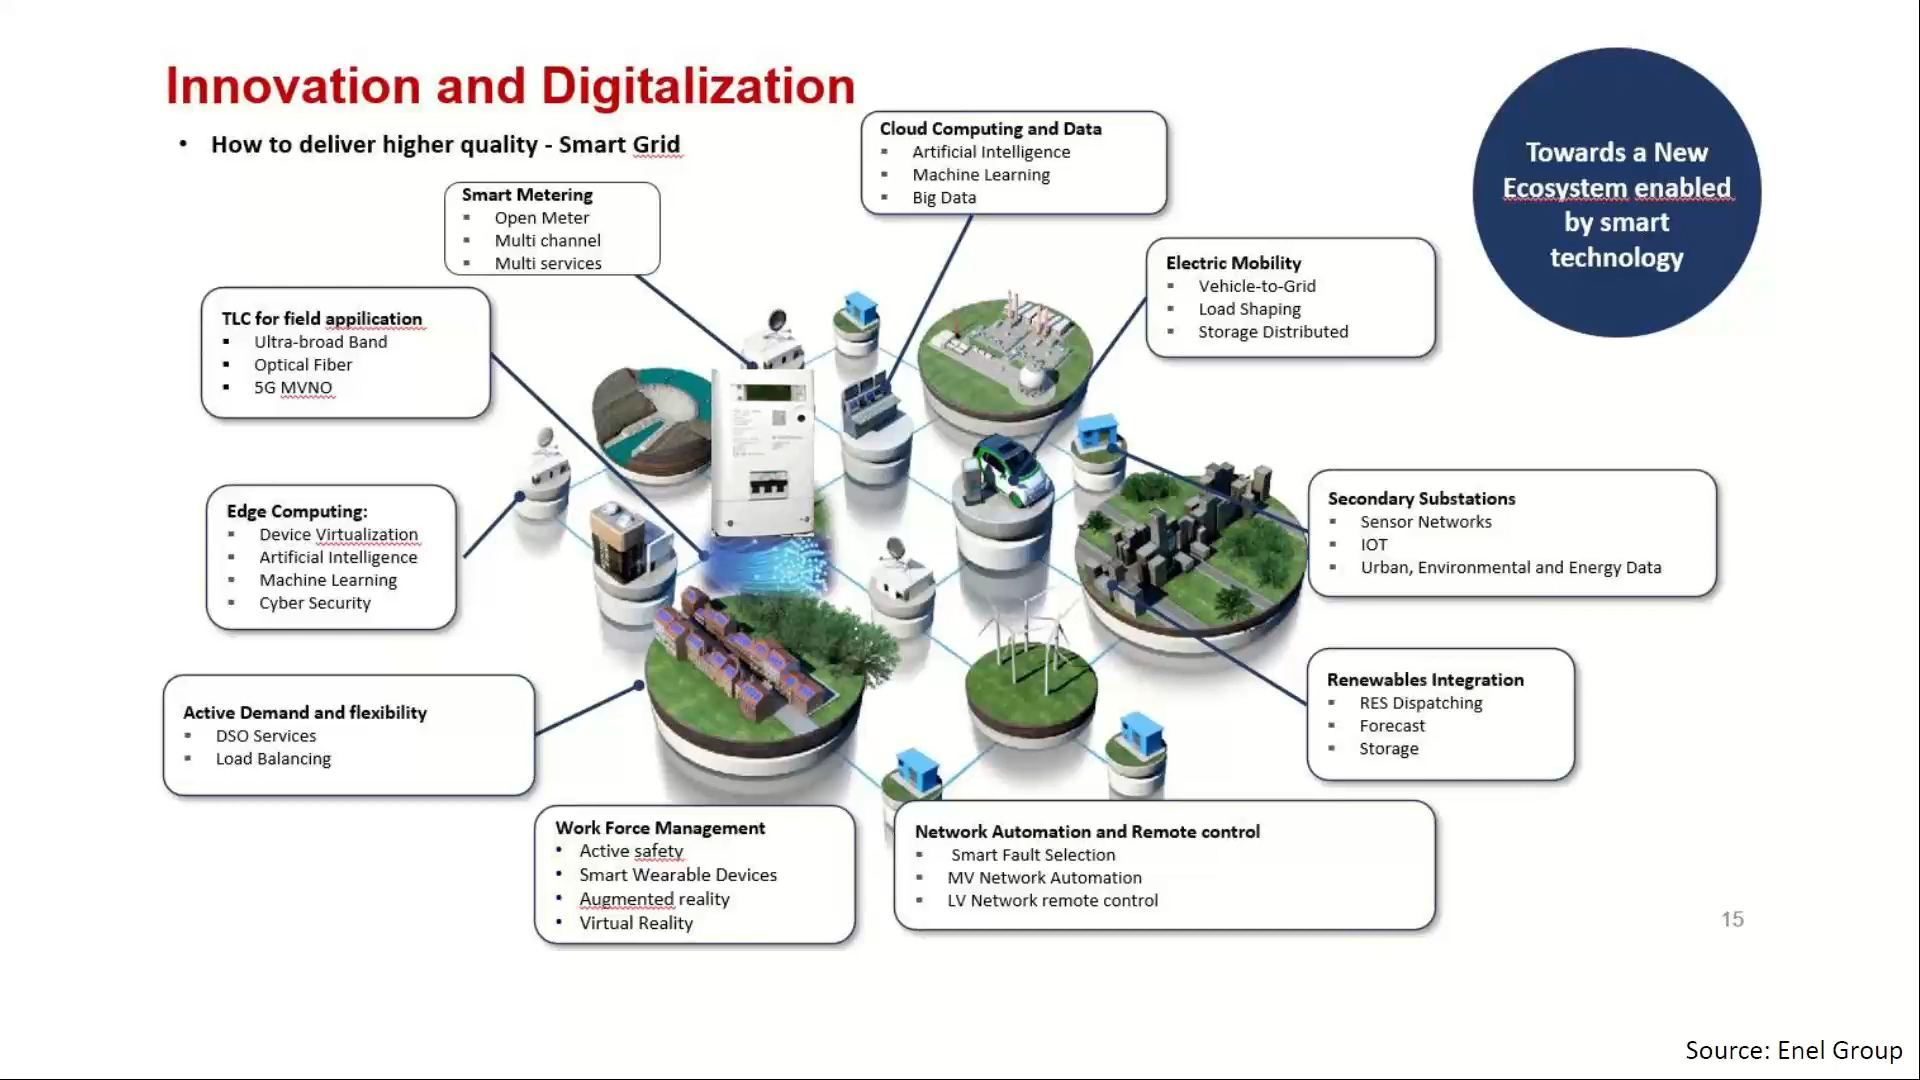 Innovation and Digitalization
• How to deliver higher quality - Smart Grid
Towards a New
Ecosystem enabled
by smart
technology
Cloud Computing and Data
▪ Artificial Intelligence
▪ Machine Learning
▪ Big Data
Smart Metering
▪ Open Meter
▪ Multi channel
▪ Multi services
Electric Mobility
▪ Vehicle-to-Grid
▪ Load Shaping
▪ Storage Distributed
TLC for field appiication
▪ Ultra-broad Band
▪ Optical Fiber
▪ 5G MVNO
Edge Computing:
▪ Device Virtualization
▪ Artificial Intelligence
▪ Machine Learning
▪ Cyber Security
Secondary Substations
▪ Sensor Networks
▪ IOT
▪ Urban, Environmental and Energy Data
Renewables Integration
▪ RES Dispatching
▪ Forecast
▪ Storage
Active Demand and flexibility
▪ DSO Services
▪ Load Balancing
Work Force Management
• Active safety
• Smart Wearable Devices
• Augmented reality
• Virtual Reality
Network Automation and Remote control
▪ Smart Fault Selection
▪ MV Network Automation
▪ LV Network remote control
15
Source: Enel Group